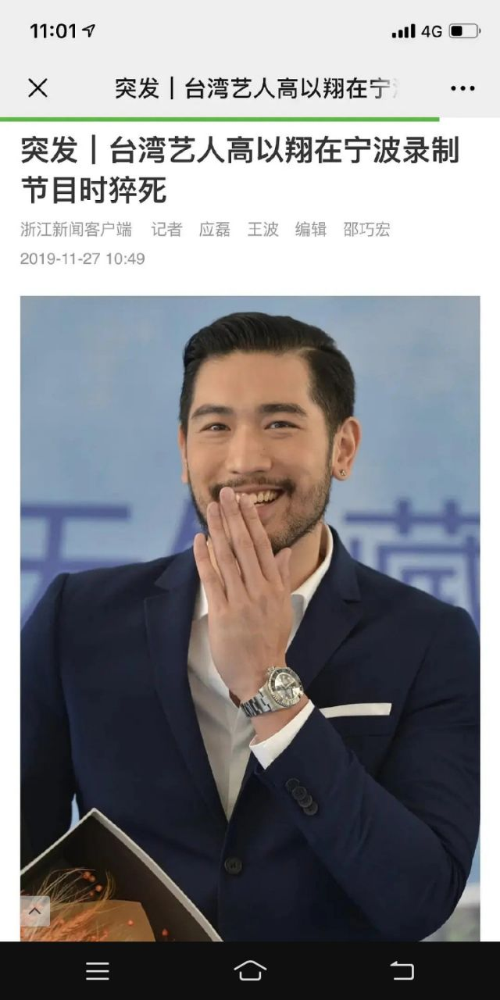 11:01
4G
突发｜台湾艺人高以翔在宁
突发｜台湾艺人高以翔在宁波录制
节目时猝死
浙江新闻客户端 记者 应磊 王波 编辑 邵巧宏
2019-11-27 10:49
藏